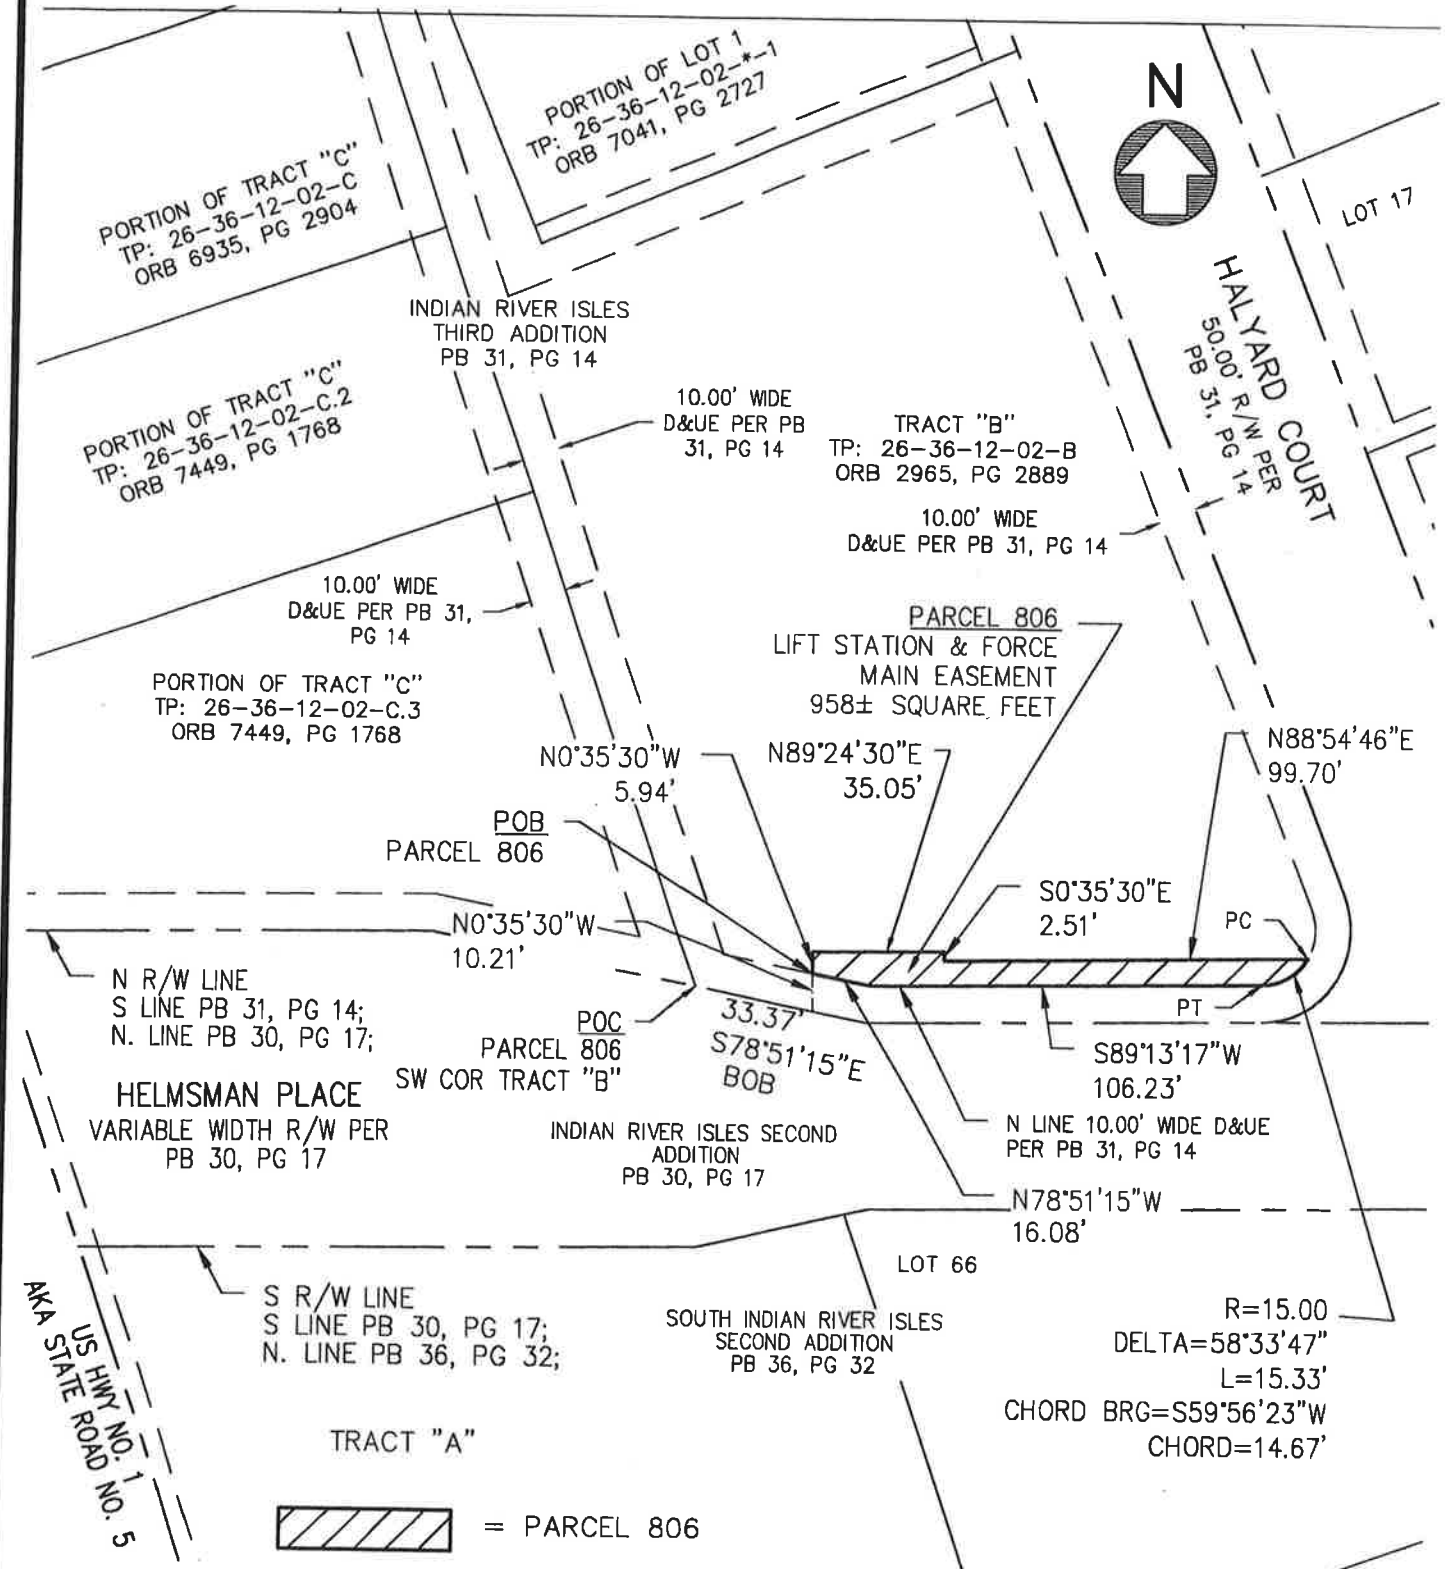 PORTION OF LOT 1
TP: 26-36-12-02-*-1
ORB 7041, PG 2727
N
PORTION OF TRACT "C"
TP: 26-36-12-02-C
ORB 6935, PG 2904
LOT 17
HALYARD COURT
50.00' R/W PER
PB 31, PG 14
INDIAN RIVER ISLES
THIRD ADDITION
PB 31, PG 14
PORTION OF TRACT "C"
TP: 26-36-12-02-C.2
ORB 7449, PG 1768
10.00' WIDE
D&UE PER PB
31, PG 14
TRACT "B"
TP: 26-36-12-02-B
ORB 2965, PG 2889
10.00' WIDE
D&UE PER PB 31, PG 14
10.00' WIDE
D&UE PER PB 31,
PG 14
PARCEL 806
LIFT STATION & FORCE
MAIN EASEMENT
958± SQUARE FEET
PORTION OF TRACT "C"
TP: 26-36-12-02-C.3
ORB 7449, PG 1768
N0°35'30"W
5.94'
N89°24'30"E
35.05'
N88°54'46"E
99.70'
POB
PARCEL 806
S0°35'30"E
2.51'
PC
N0°35'30"W
10.21'
N R/W LINE
S LINE PB 31, PG 14;
N. LINE PB 30, PG 17;
POC
PARCEL 806
SW COR TRACT "B"
33.37'
S78°51'15"E
BOB
PT
S89°13'17"W
106.23'
HELMSMAN PLACE
VARIABLE WIDTH R/W PER
PB 30, PG 17
INDIAN RIVER ISLES SECOND
ADDITION
PB 30, PG 17
N LINE 10.00' WIDE D&UE
PER PB 31, PG 14
N78°51'15"W
16.08'
LOT 66
S R/W LINE
S LINE PB 30, PG 17;
N. LINE PB 36, PG 32;
SOUTH INDIAN RIVER ISLES
SECOND ADDITION
PB 36, PG 32
R=15.00
DELTA=58°33'47"
L=15.33'
CHORD BRG=S59°56'23"W
CHORD=14.67'
US HWY NO. 1
AKA STATE ROAD NO. 5
TRACT "A"
= PARCEL 806